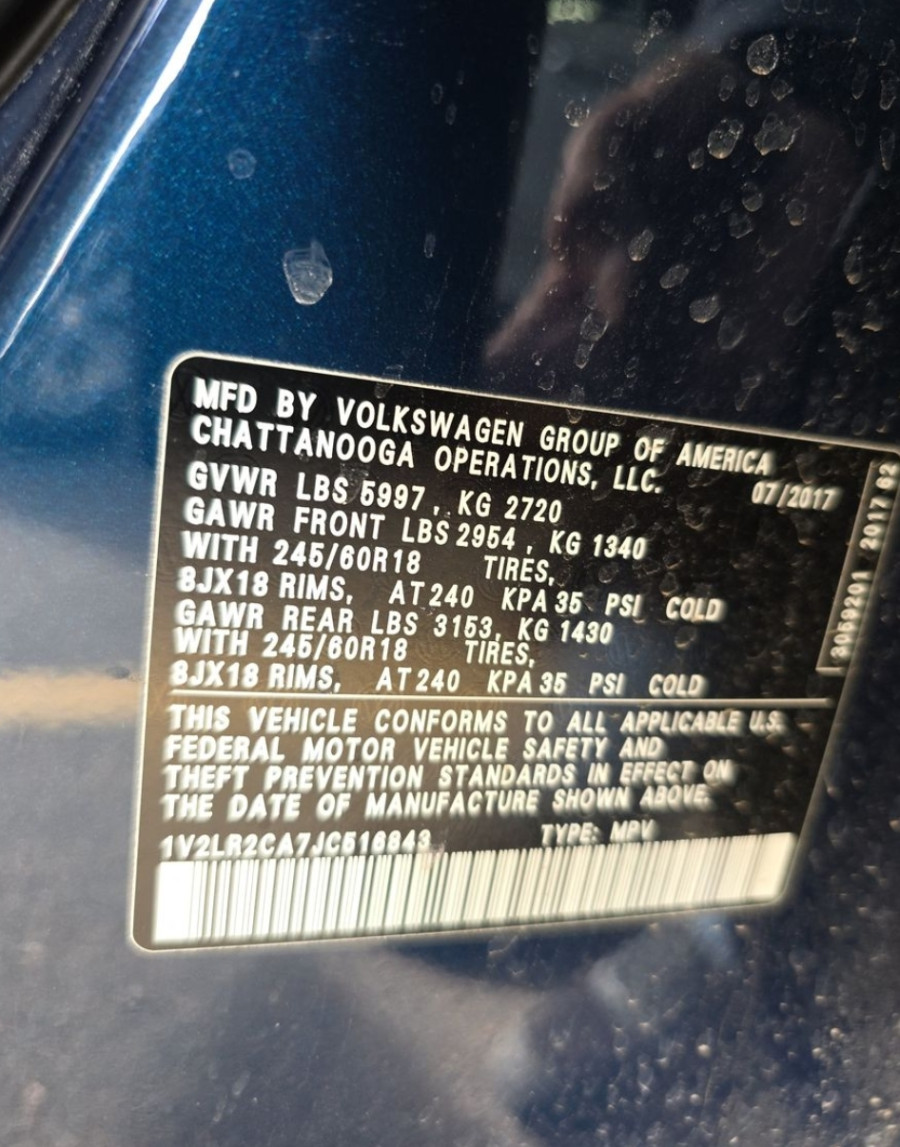 MFD BY VOLKSWAGEN GROUP OF AMERICA
CHATTANOOGA OPERATIONS, LLC.
07/2017
GVWR LBS 5997, KG 2720
GAWR FRONT LBS 2954, KG 1340
WITH 245/60R18 TIRES,
8JX18 RIMS, AT 240 KPA 35 PSI COLD
GAWR REAR LBS 3153, KG 1430
WITH 245/60R18 TIRES,
8JX18 RIMS, AT 240 KPA 35 PSI COLD
THIS VEHICLE CONFORMS TO ALL APPLICABLE U.S.
FEDERAL MOTOR VEHICLE SAFETY AND
THEFT PREVENTION STANDARDS IN EFFECT ON
THE DATE OF MANUFACTURE SHOWN ABOVE.
1V2LR2CA7JC516843 TYPE: MPV
3059201 2017 62